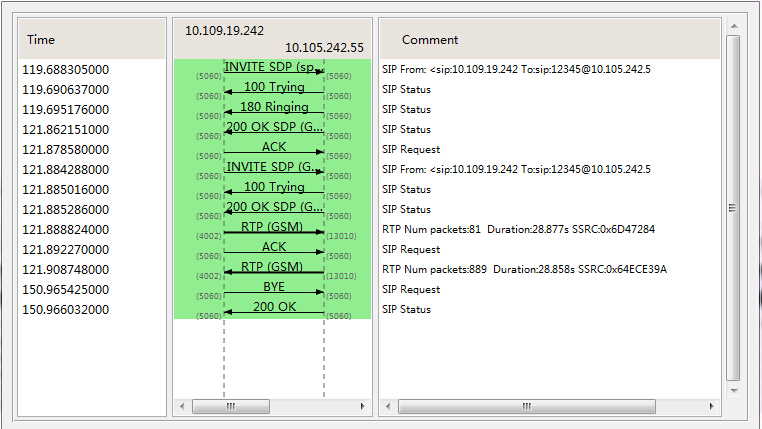 Time
10.109.19.242
10.105.242.55
Comment
119.688305000
INVITE SDP (sp...
(5060)
(5060)
SIP From: <sip:10.109.19.242 To:sip:12345@10.105.242.5
119.690637000
100 Trying
(5060)
(5060)
SIP Status
119.695176000
180 Ringing
(5060)
(5060)
SIP Status
121.862151000
200 OK SDP (G...
(5060)
(5060)
SIP Status
121.878580000
ACK
(5060)
(5060)
SIP Request
121.884288000
INVITE SDP (G...
(5060)
(5060)
SIP From: <sip:10.109.19.242 To:sip:12345@10.105.242.5
121.885016000
100 Trying
(5060)
(5060)
SIP Status
121.885286000
200 OK SDP (G...
(5060)
(5060)
SIP Status
121.888824000
RTP (GSM)
(4002)
(13010)
RTP Num packets:81 Duration:28.877s SSRC:0x6D47284
121.892270000
ACK
(5060)
(5060)
SIP Request
121.908748000
RTP (GSM)
(4002)
(13010)
RTP Num packets:889 Duration:28.858s SSRC:0x64ECE39A
150.965425000
BYE
(5060)
(5060)
SIP Request
150.966032000
200 OK
(5060)
(5060)
SIP Status